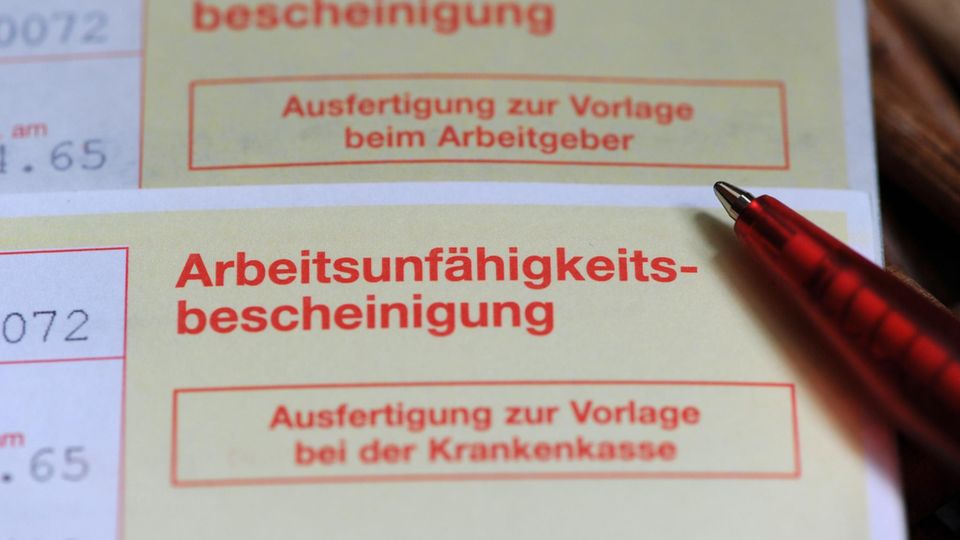 0072
bescheinigung
Ausfertigung zur Vorlage
beim Arbeitgeber
am
.65
Arbeitsunfähigkeits-
bescheinigung
072
Ausfertigung zur Vorlage
bei der Krankenkasse
.65